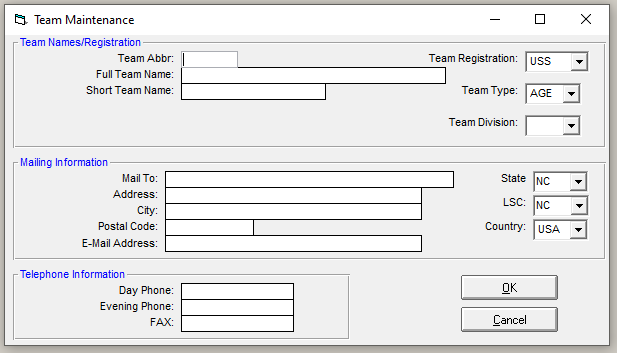 Team Maintenance
Team Names/Registration
Team Abbr:
Team Registration: USS
Full Team Name:
Short Team Name:
Team Type: AGE
Team Division:
Mailing Information
Mail To:
State NC
Address:
LSC: NC
City:
Postal Code:
Country: USA
E-Mail Address:
Telephone Information
Day Phone:
OK
Evening Phone:
FAX:
Cancel